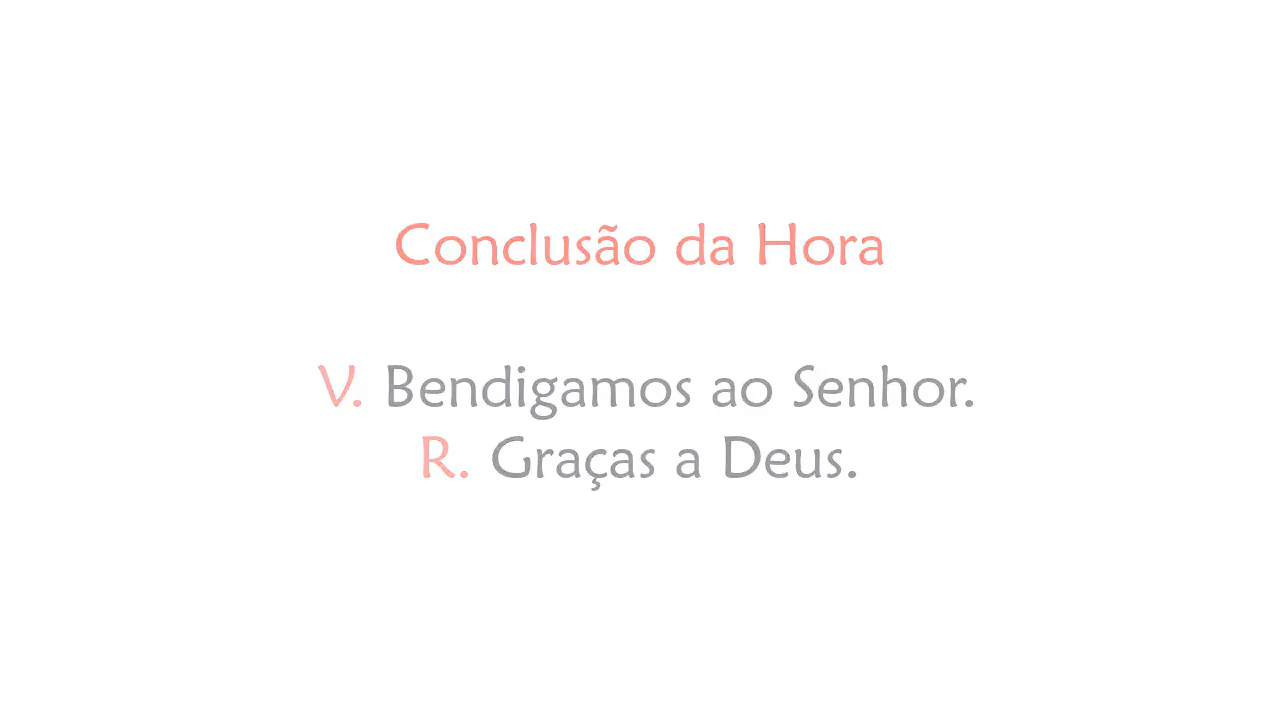 Conclusão da Hora
V. Bendigamos ao Senhor.
R. Graças a Deus.